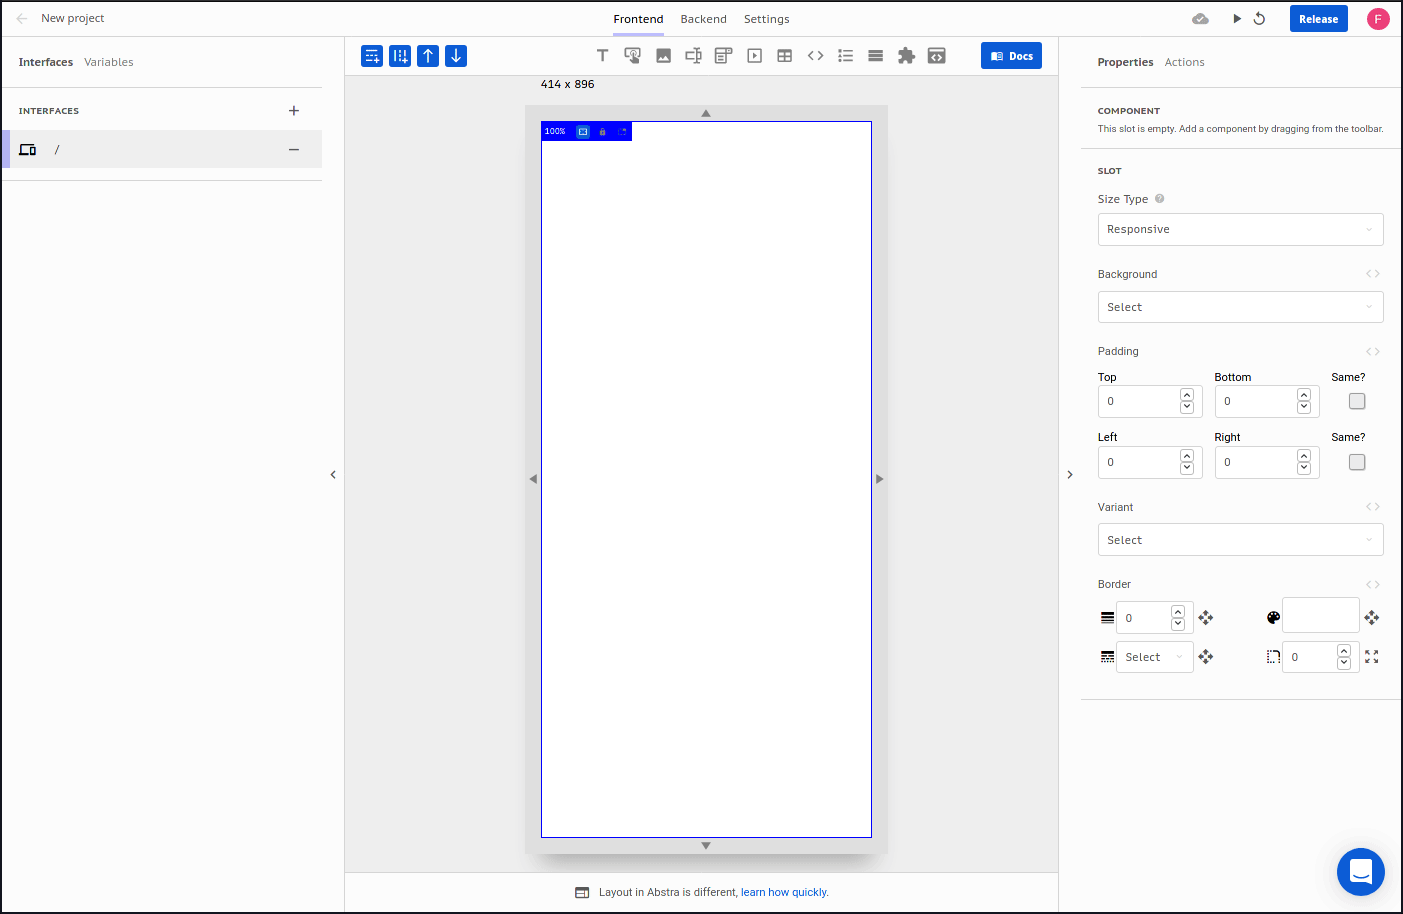 New project
Frontend
Backend
Settings
Release
F
Interfaces
Variables
INTERFACES
/
Docs
414 x 896
100%
Layout in Abstra is different, learn how quickly.
Properties
Actions
COMPONENT
This slot is empty. Add a component by dragging from the toolbar.
SLOT
Size Type
Responsive
Background
Select
Padding
Top
Bottom
Same?
0
0
Left
Right
Same?
0
0
Variant
Select
Border
0
Select
0